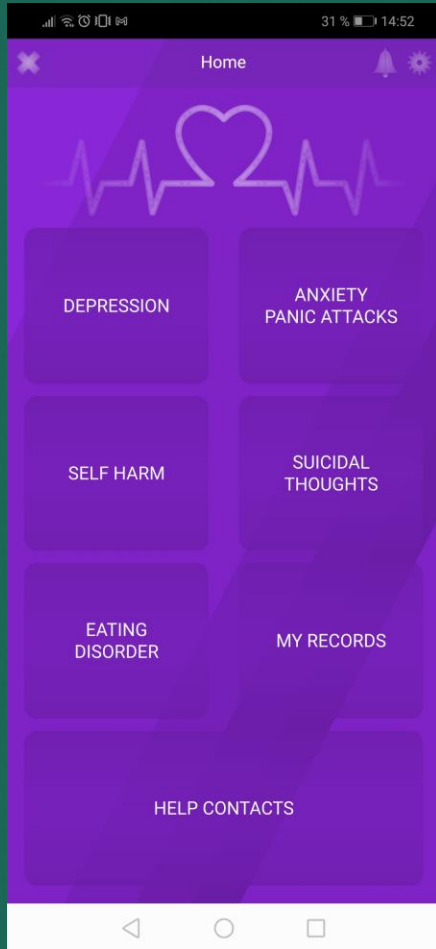 31 % 14:52
Home
DEPRESSION
ANXIETY
PANIC ATTACKS
SELF HARM
SUICIDAL
THOUGHTS
EATING
DISORDER
MY RECORDS
HELP CONTACTS